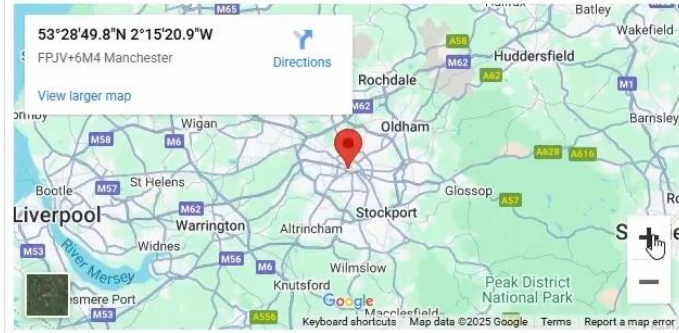 M65
Halifax
Batley
53°28'49.8"N 2°15'20.9"W
FPJV+6M4 Manchester
Directions
View larger map
Wakefield
A58
M62
Huddersfield
Rochdale
A62
M1
M62
Wigan
Oldham
Barnsley
M58
M6
A628
A616
St Helens
Bootle
M57
Glossop
A57
Liverpool
M62
Warrington
Stockport
Altrincham
M53
Widnes
River Mersey
M56
M6
Wilmslow
Knutsford
Peak District
National Park
esmere Port
Google
Macclesfield
M53
A556
Keyboard shortcuts
Map data ©2025 Google
Terms
Report a map error